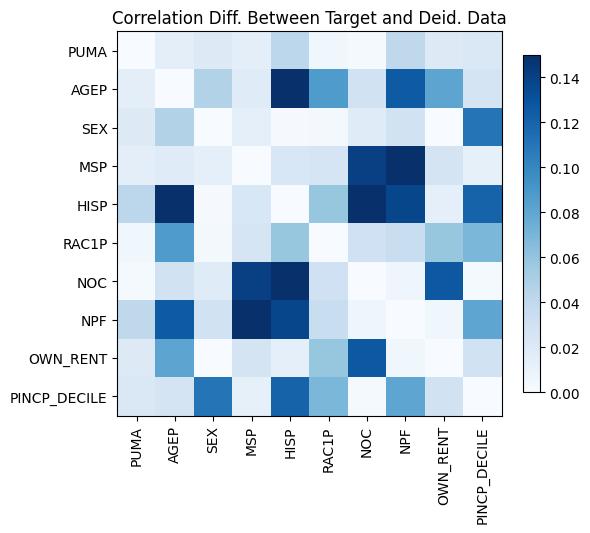 Correlation Diff. Between Target and Deid. Data
PUMA
AGEP
SEX
MSP
HISP
RAC1P
NOC
NPF
OWN_RENT
PINCP_DECILE
PUMA
AGEP
SEX
MSP
HISP
RAC1P
NOC
NPF
OWN_RENT
PINCP_DECILE
0.14
0.12
0.10
0.08
0.06
0.04
0.02
0.00